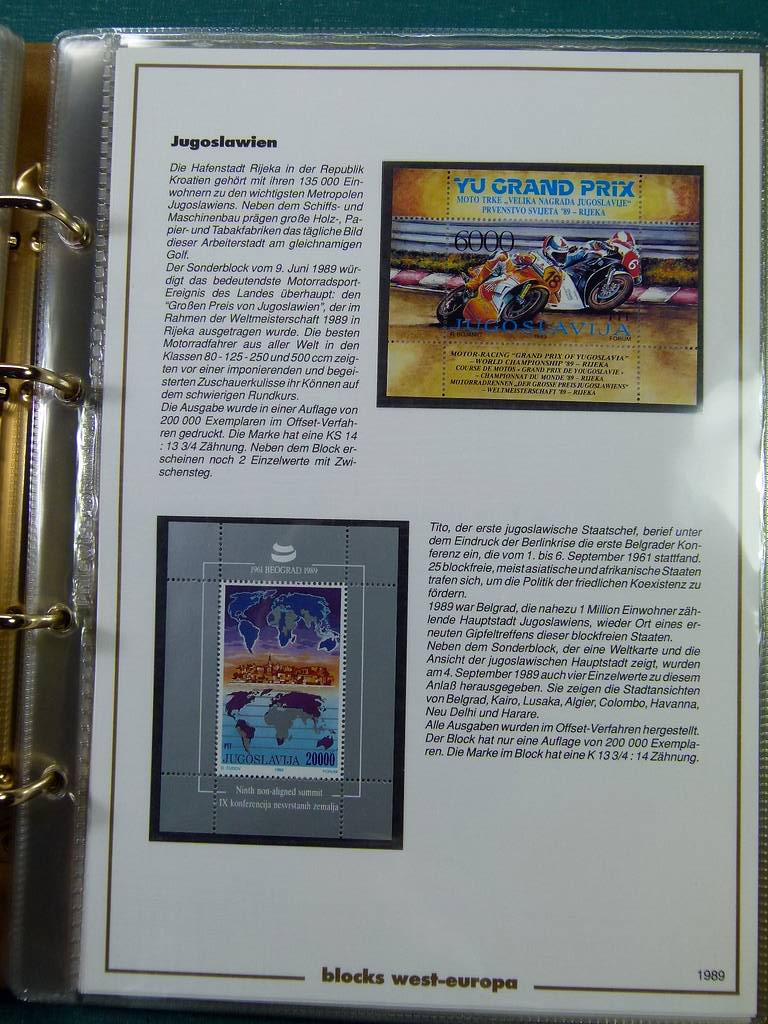 Jugoslawien
Die Hafenstadt Rijeka in der Republik
Kroatien gehört mit ihren 135 000 Ein-
wohnern zu den wichtigsten Metropolen
Jugoslawiens. Neben dem Schiffs- und
Maschinenbau prägen große Holz-, Pa-
pier- und Tabakfabriken das tägliche Bild
dieser Arbeiterstadt am gleichnamigen
Golf.
Der Sonderblock vom 9. Juni 1989 wür-
digt das bedeutendste Motorradsport-
Ereignis des Landes überhaupt: den
"Großen Preis von Jugoslawien", der im
Rahmen der Weltmeisterschaft 1989 in
Rijeka ausgetragen wurde. Die besten
Motorradfahrer aus aller Welt in den
Klassen 80 - 125 - 250 und 500 ccm zeig-
ten vor einer imponierenden und begei-
sterten Zuschauerkulisse ihr Können auf
dem schwierigen Rundkurs.
Die Ausgabe wurde in einer Auflage von
200 000 Exemplaren im Offset-Verfah-
ren gedruckt. Die Marke hat eine KS 14
: 13 3/4 Zähnung. Neben dem Block er-
scheinen noch 2 Einzelwerte mit Zwi-
schensteg.
YU GRAND PRIX
MOTO TRKE „VELIKA NAGRADA JUGOSLAVIJE"
PRVENSTVO SVIJETA '89 – RIJEKA
6000
18
6
PTT
JUGOSLAVIJA
1989
FORUM
MOTOR-RACING "GRAND PRIX OF YUGOSLAVIA"
– WORLD CHAMPIONSHIP '89 – RIJEKA
COURSE DE MOTOS « GRAND PRIX DE YOUGOSLAVIE »
– CHAMPIONNAT DU MONDE '89 – RIJEKA
MOTORRADRENNEN „DER GROSSE PREIS JUGOSLAWIENS"
– WELTMEISTERSCHAFT '89 – RIJEKA
1961 BEOGRAD 1989
PTT
JUGOSLAVIJA 20000
1989
FORUM
Ninth non-aligned summit
IX konferencija nesvrstanih zemalja
Tito, der erste jugoslawische Staatschef, berief unter
dem Eindruck der Berlinkrise die erste Belgrader Kon-
ferenz ein, die vom 1. bis 6. September 1961 stattfand.
25 blockfreie, meist asiatische und afrikanische Staaten
trafen sich, um die Politik der friedlichen Koexistenz zu
fördern.
1989 war Belgrad, die nahezu 1 Million Einwohner zäh-
lende Hauptstadt Jugoslawiens, wieder Ort eines er-
neuten Gipfeltreffens dieser blockfreien Staaten.
Neben dem Sonderblock, der eine Weltkarte und die
Ansicht der jugoslawischen Hauptstadt zeigt, wurden
am 4. September 1989 auch vier Einzelwerte zu diesem
Anlaß herausgegeben. Sie zeigen die Stadtansichten
von Belgrad, Kairo, Lusaka, Algier, Colombo, Havanna,
Neu Delhi und Harare.
Alle Ausgaben wurden im Offset-Verfahren hergestellt.
Der Block hat nur eine Auflage von 200 000 Exempla-
ren. Die Marke im Block hat eine K 13 3/4 : 14 Zähnung.
blocks west-europa
1989